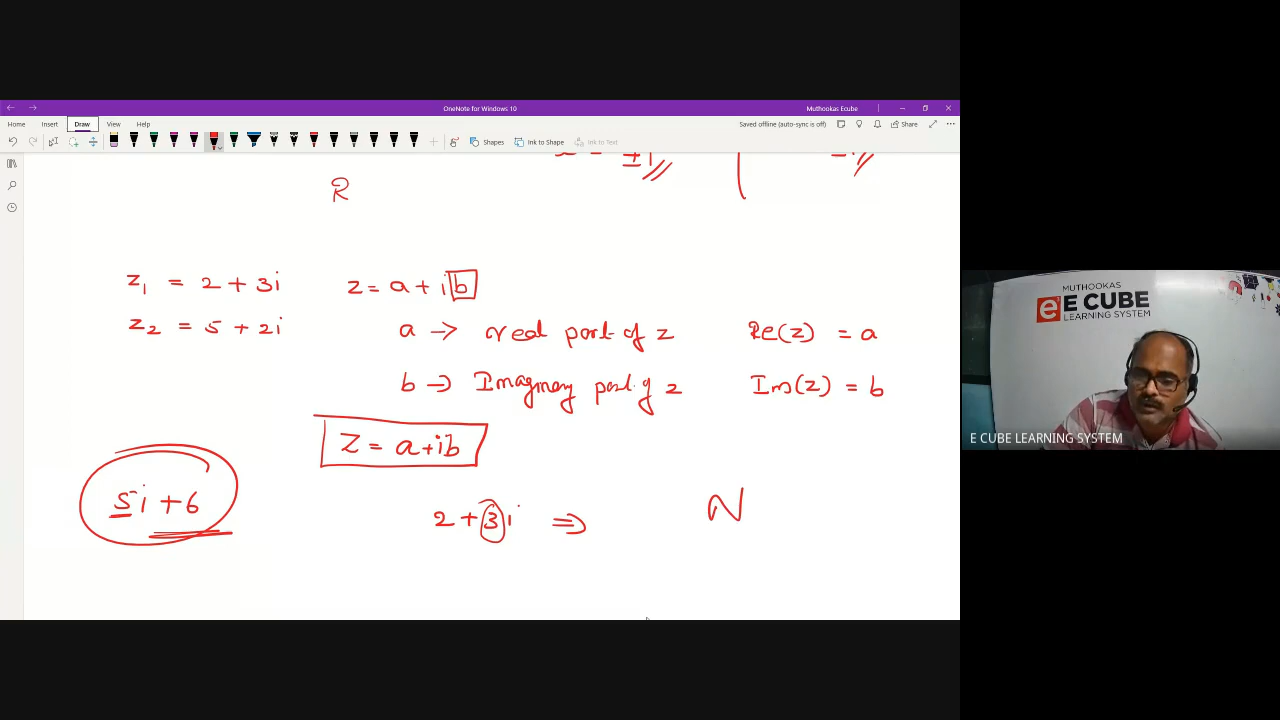 OneNote for Windows 10
Muthookas Ecube
Home Insert Draw View Help
Saved offline (auto-sync is off)
Share
Shapes
Ink to Shape
Ink to Text
R
z1 = 2 + 3i
z = a + ib
z2 = 5 + 2i
a → real part of z Re(z) = a
b → Imaginary part of z Im(z) = b
Z = a+ib
5i + 6
2 + 3i ⇒
N
MUTHOOKAS
e E CUBE
LEARNING SYSTEM
E CUBE LEARNING SYSTEM